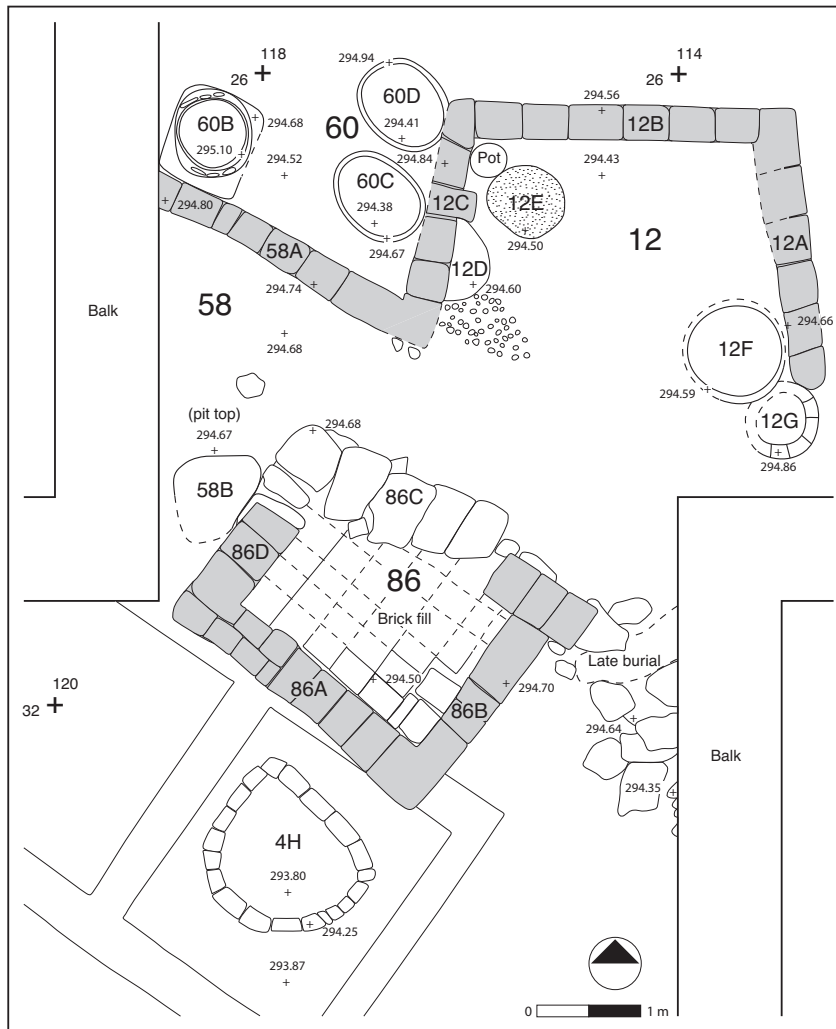 118
26
294.94
60D
294.41
294.56
114
26
12B
60B
295.10
294.68
60
294.52
294.84
Pot
294.43
60C
294.38
294.67
12C
12E
294.50
12
12A
294.80
58A
294.74
12D
294.60
Balk
58
294.68
294.66
12F
294.59
12G
294.86
(pit top)
294.67
294.68
58B
86C
86D
86
Brick fill
Late burial
86A
294.50
86B
294.70
120
32
294.64
Balk
294.35
4H
293.80
294.25
293.87
0
1 m